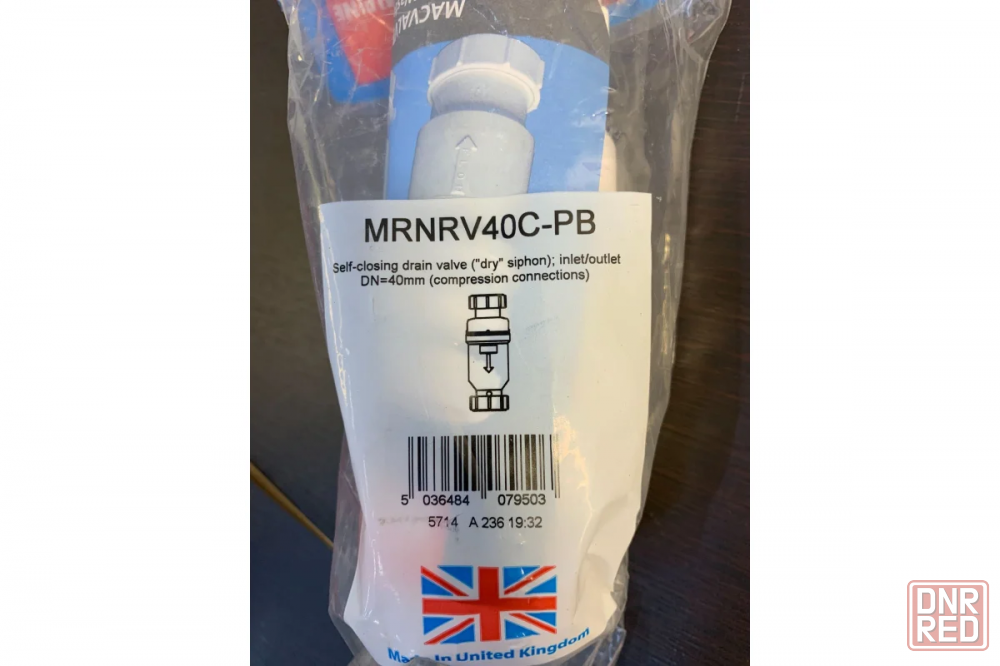 MACVAL
MRNRV40C-PB
Self-closing drain valve ("dry" siphon); inlet/outlet
DN=40mm (compression connections)
5 036484 079503
5714 A 236 19:32
Made In United Kingdom
DNR
RED